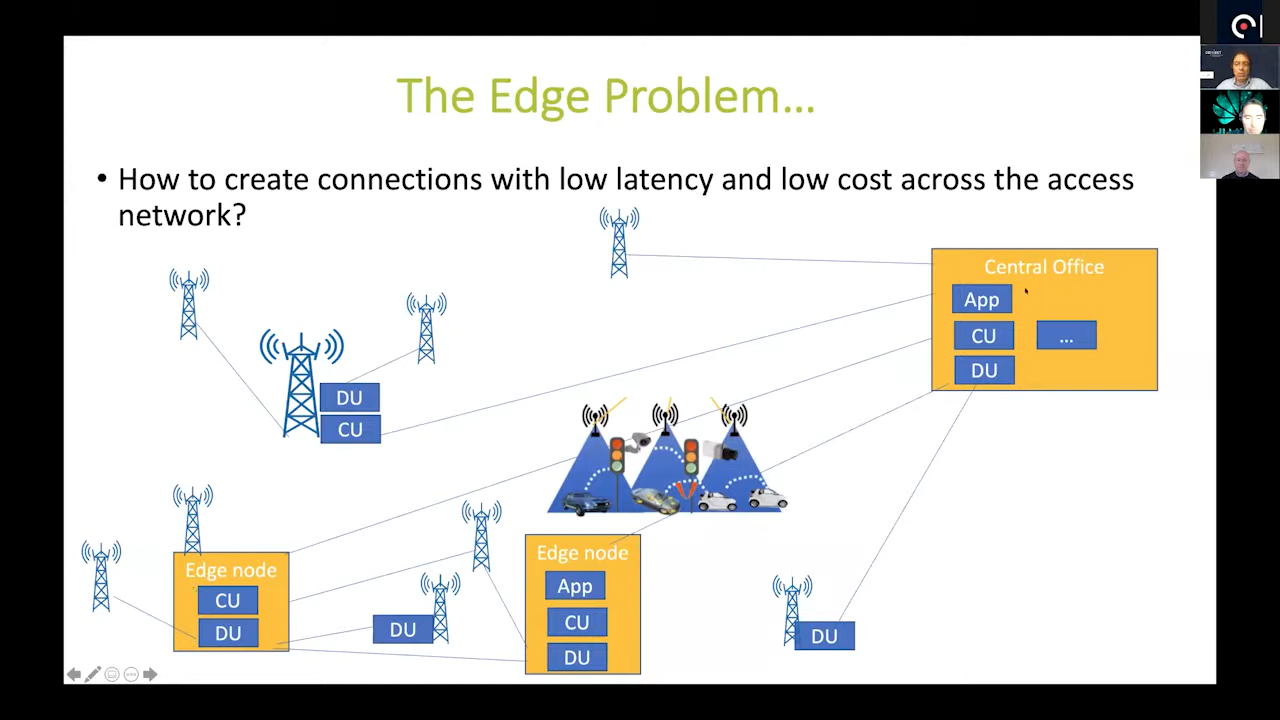 The Edge Problem...
• How to create connections with low latency and low cost across the access
network?
Central Office
App
CU
...
DU
DU
CU
Edge node
CU
DU
DU
Edge node
App
CU
DU
DU